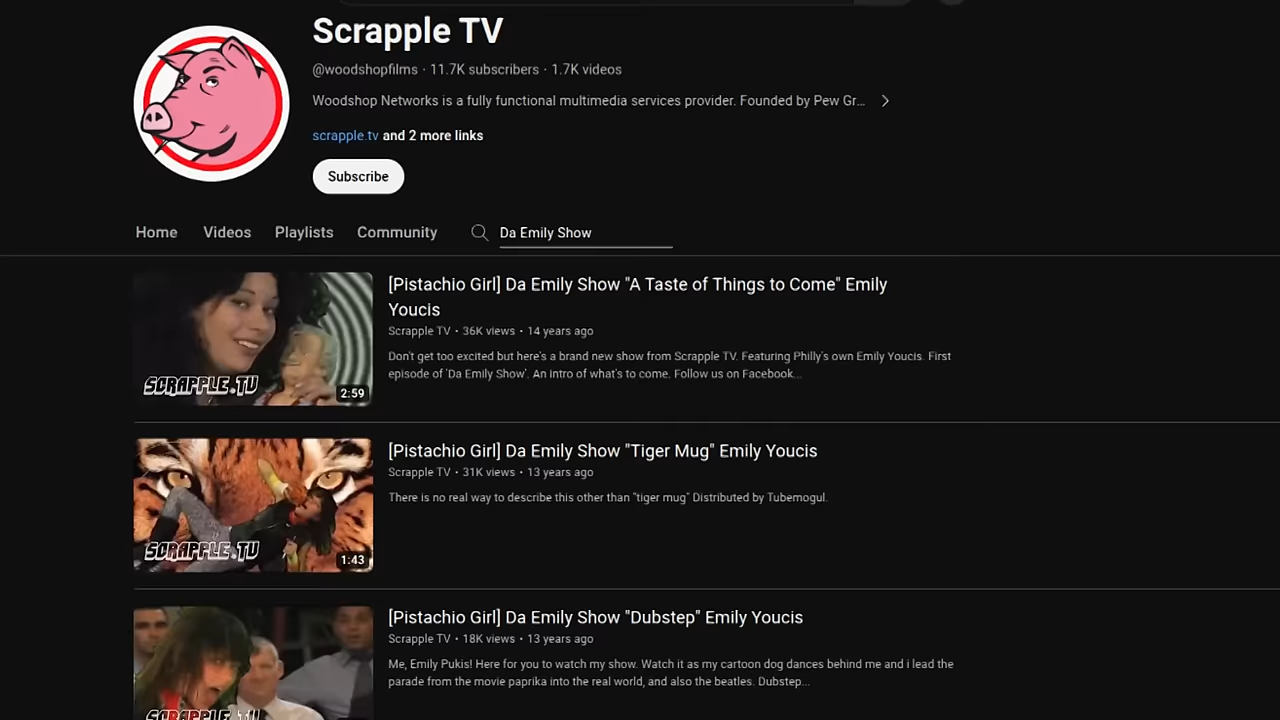 Scrapple TV
@woodshopfilms · 11.7K subscribers · 1.7K videos
Woodshop Networks is a fully functional multimedia services provider. Founded by Pew Gr...
scrapple.tv and 2 more links
Subscribe
Home Videos Playlists Community Da Emily Show
[Pistachio Girl] Da Emily Show "A Taste of Things to Come" Emily
Youcis
Scrapple TV • 36K views • 14 years ago
Don't get too excited but here's a brand new show from Scrapple TV. Featuring Philly's own Emily Youcis. First
episode of 'Da Emily Show'. An intro of what's to come. Follow us on Facebook...
SCRAPPLE.TV
2:59
[Pistachio Girl] Da Emily Show "Tiger Mug" Emily Youcis
Scrapple TV • 31K views • 13 years ago
There is no real way to describe this other than "tiger mug" Distributed by Tubemogul.
SCRAPPLE.TV
1:43
[Pistachio Girl] Da Emily Show "Dubstep" Emily Youcis
Scrapple TV • 18K views • 13 years ago
Me, Emily Pukis! Here for you to watch my show. Watch it as my cartoon dog dances behind me and i lead the
parade from the movie paprika into the real world, and also the beatles. Dubstep...
SCRAPPLE.TV